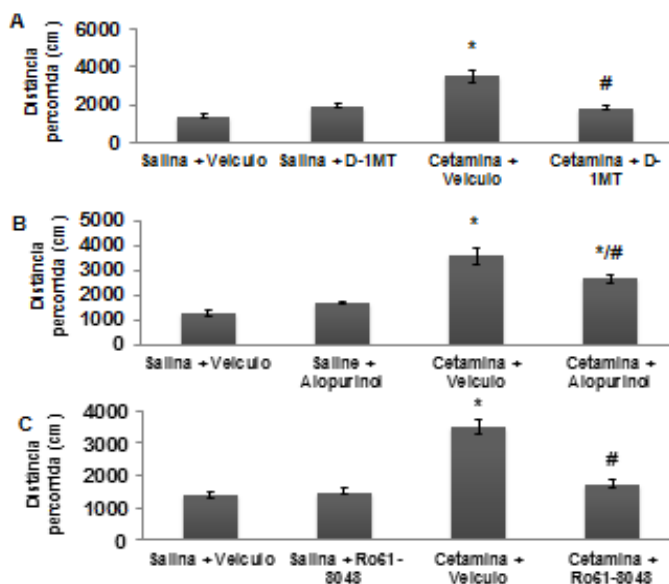 A
Distância
percorrida (cm)
6000
4000
2000
0
*
#
Salina + Veículo
Salina + D-1MT
Cetamina +
Veículo
Cetamina + D-
1MT
B
Distância
percorrida (cm)
5000
4000
3000
2000
1000
0
*
*/#
Salina + Veículo
Saline +
Alopurinol
Cetamina +
Veículo
Cetamina +
Alopurinol
C
Distância
percorrida (cm)
4000
3000
2000
1000
0
*
#
Salina + Veículo
Salina + Ro61-
8048
Cetamina +
Veículo
Cetamina +
Ro61-8048